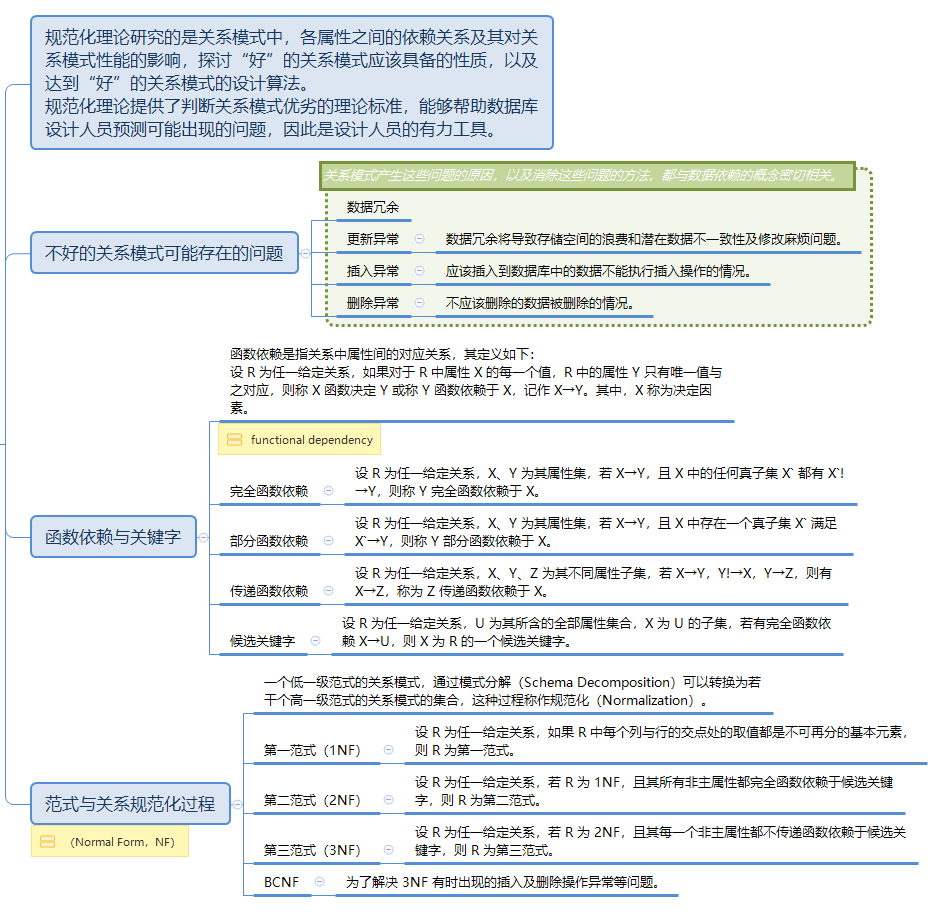 规范化理论研究的是关系模式中，各属性之间的依赖关系及其对关
系模式性能的影响，探讨“好”的关系模式应该具备的性质，以及
达到“好”的关系模式的设计算法。
规范化理论提供了判断关系模式优劣的理论标准，能够帮助数据库
设计人员预测可能出现的问题，因此是设计人员的有力工具。
关系模式产生这些问题的原因，以及消除这些问题的方法，都与数据依赖的概念密切相关。
不好的关系模式可能存在的问题
数据冗余
更新异常
数据冗余将导致存储空间的浪费和潜在数据不一致性及修改麻烦问题。
插入异常
应该插入到数据库中的数据不能执行插入操作的情况。
删除异常
不应该删除的数据被删除的情况。
函数依赖与关键字
函数依赖是指关系中属性间的对应关系，其定义如下：
设 R 为任一给定关系，如果对于 R 中属性 X 的每一个值，R 中的属性 Y 只有唯一值与
之对应，则称 X 函数决定 Y 或称 Y 函数依赖于 X，记作 X→Y。其中，X 称为决定因
素。
functional dependency
完全函数依赖
设 R 为任一给定关系，X、Y 为其属性集，若 X→Y，且 X 中的任何真子集 X` 都有 X`!
→Y，则称 Y 完全函数依赖于 X。
部分函数依赖
设 R 为任一给定关系，X、Y 为其属性集，若 X→Y，且 X 中存在一个真子集 X` 满足
X`→Y，则称 Y 部分函数依赖于 X。
传递函数依赖
设 R 为任一给定关系，X、Y、Z 为其不同属性子集，若 X→Y，Y!→X，Y→Z，则有
X→Z，称为 Z 传递函数依赖于 X。
候选关键字
设 R 为任一给定关系，U 为其所含的全部属性集合，X 为 U 的子集，若有完全函数依
赖 X→U，则 X 为 R 的一个候选关键字。
范式与关系规范化过程
（Normal Form，NF）
一个低一级范式的关系模式，通过模式分解（Schema Decomposition）可以转换为若
干个高一级范式的关系模式的集合，这种过程称作规范化（Normalization）。
第一范式（1NF）
设 R 为任一给定关系，如果 R 中每个列与行的交点处的取值都是不可再分的基本元素，
则 R 为第一范式。
第二范式（2NF）
设 R 为任一给定关系，若 R 为 1NF，且其所有非主属性都完全函数依赖于候选关键
字，则 R 为第二范式。
第三范式（3NF）
设 R 为任一给定关系，若 R 为 2NF，且其每一个非主属性都不传递函数依赖于候选关
键字，则 R 为第三范式。
BCNF
为了解决 3NF 有时出现的插入及删除操作异常等问题。